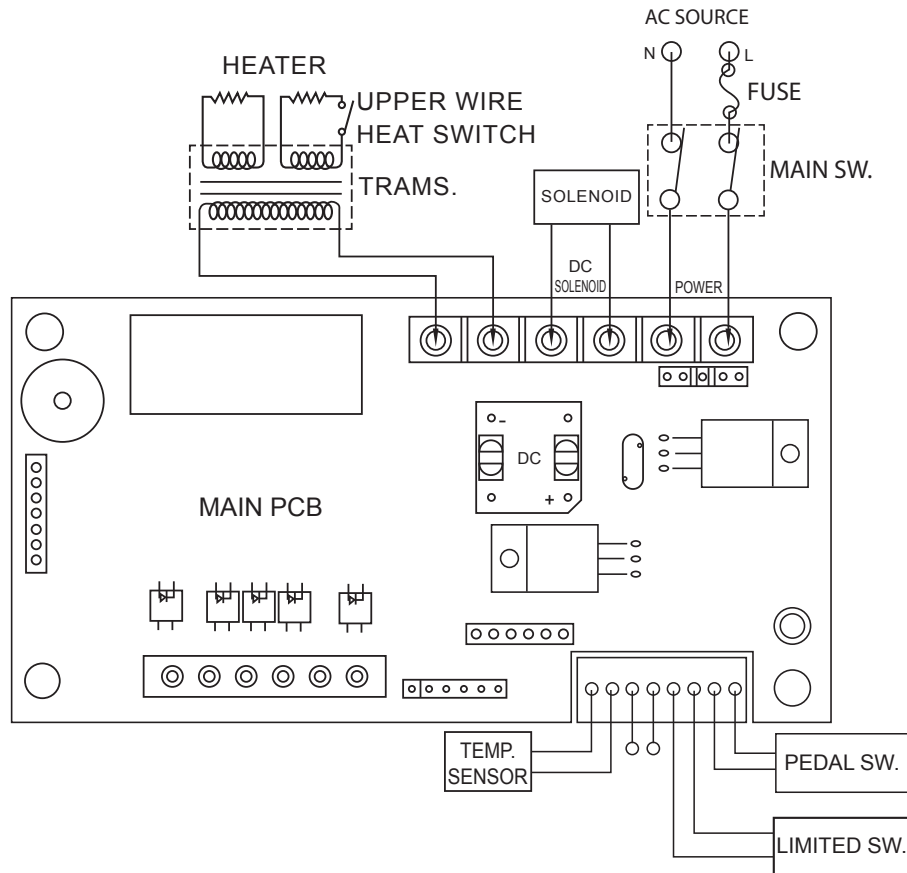 AC SOURCE
N
L
FUSE
HEATER
UPPER WIRE
HEAT SWITCH
MAIN SW.
TRAMS.
SOLENOID
DC
SOLENOID
POWER
-
DC
+
MAIN PCB
TEMP.
SENSOR
PEDAL SW.
LIMITED SW.